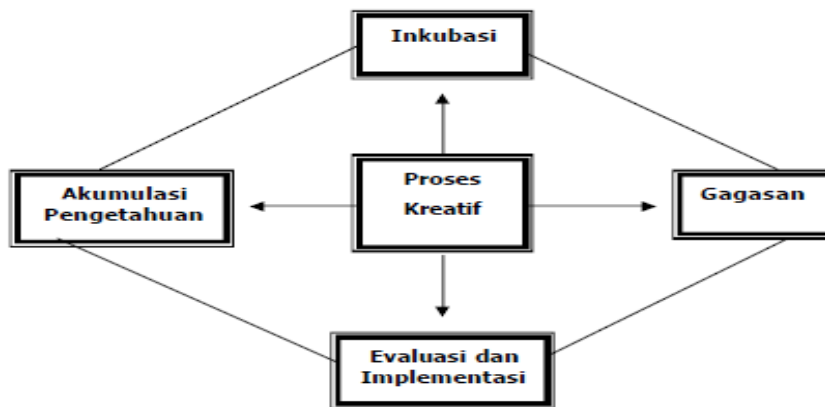 Inkubasi
Akumulasi
Pengetahuan
Proses
Kreatif
Gagasan
Evaluasi dan
Implementasi